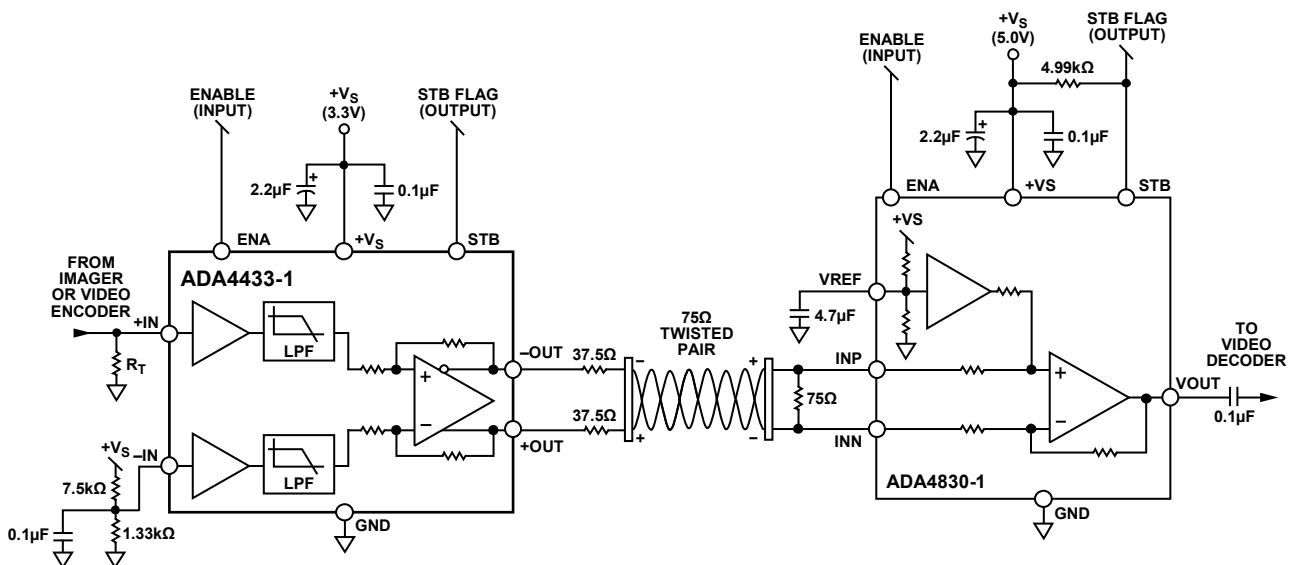 ENABLE
(INPUT)
+VS
(3.3V)
STB FLAG
(OUTPUT)
2.2µF
+
0.1µF
ENA
+VS
STB
ADA4433-1
FROM
IMAGER
OR VIDEO
ENCODER
+IN
RT
LPF
+
–
–OUT
+OUT
37.5Ω
37.5Ω
+VS
–IN
7.5kΩ
0.1µF
1.33kΩ
LPF
GND
75Ω
TWISTED
PAIR
–
+
+
–
75Ω
ENABLE
(INPUT)
+VS
(5.0V)
STB FLAG
(OUTPUT)
4.99kΩ
2.2µF
+
0.1µF
ENA
+VS
STB
+VS
VREF
4.7µF
INP
INN
+
–
VOUT
TO
VIDEO
DECODER
0.1µF
ADA4830-1
GND